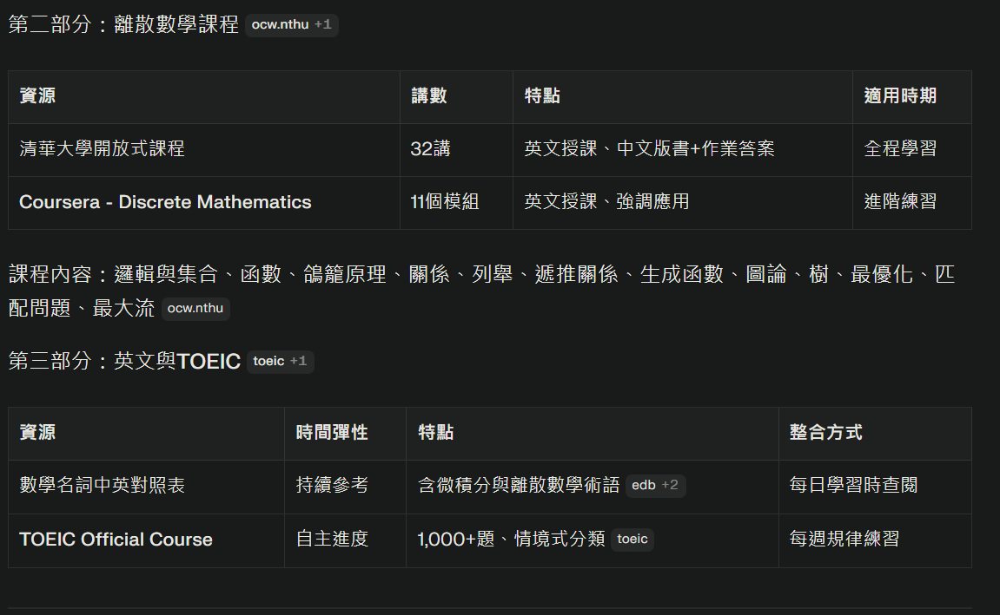 第二部分：離散數學課程 ocw.nthu +1
資源 講數 特點 適用時期
清華大學開放式課程 32講 英文授課、中文版書+作業答案 全程學習
Coursera - Discrete Mathematics 11個模組 英文授課、強調應用 進階練習
課程內容：邏輯與集合、函數、鴿籠原理、關係、列舉、遞推關係、生成函數、圖論、樹、最優化、匹
配問題、最大流 ocw.nthu
第三部分：英文與TOEIC toeic +1
資源 時間彈性 特點 整合方式
數學名詞中英對照表 持續參考 含微積分與離散數學術語 edb +2 每日學習時查閱
TOEIC Official Course 自主進度 1,000+題、情境式分類 toeic 每週規律練習